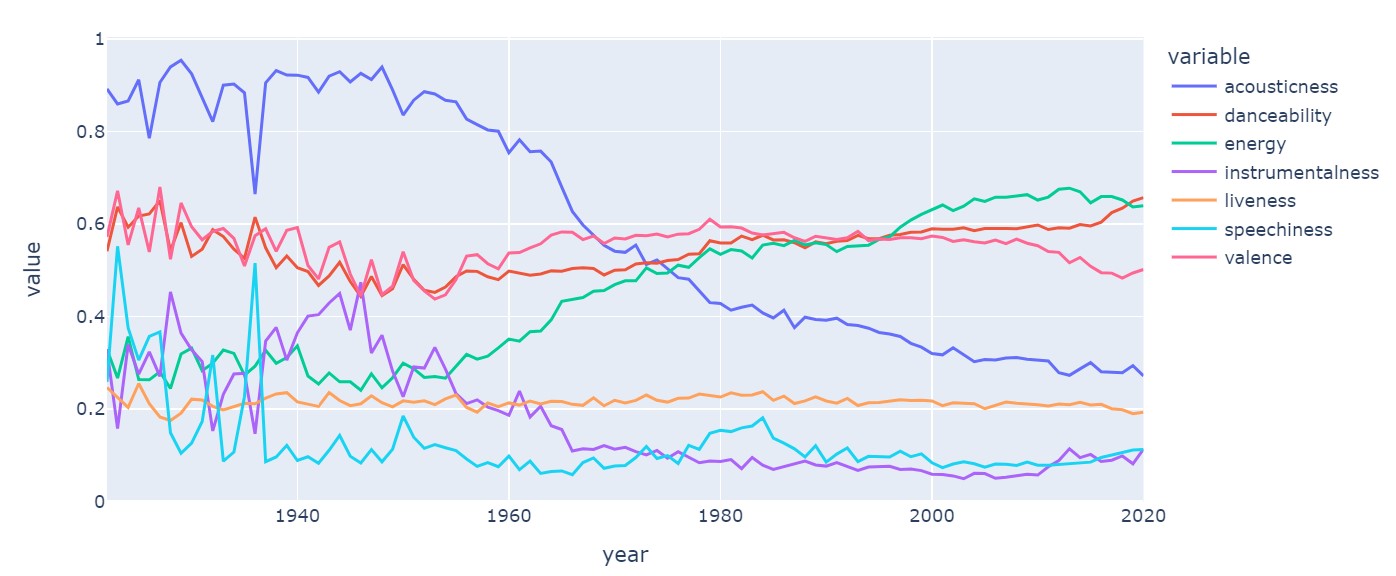 1
0.8
0.6
0.4
0.2
0
value
1940
1960
1980
2000
2020
year
variable
acousticness
danceability
energy
instrumentalness
liveness
speechiness
valence